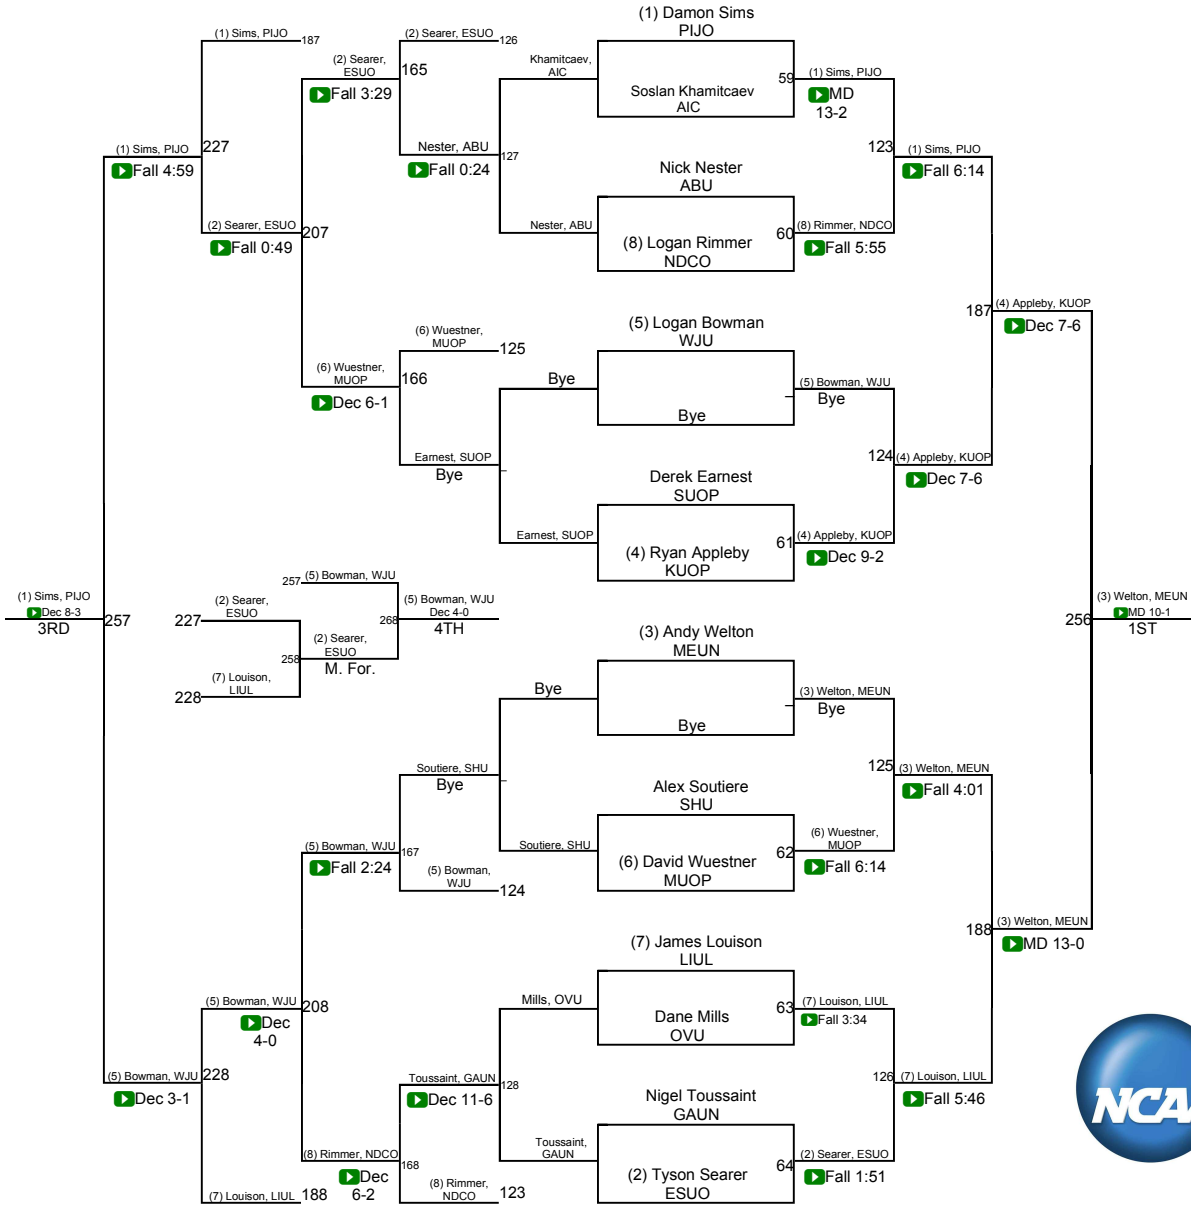 (1) Damon Sims
PIJO
(1) Sims, PIJO
187
(2) Searer, ESUO
126
(2) Searer,
ESUO
165
Fall 3:29
Khamitcaev,
AIC
Soslan Khamitcaev
AIC
59
(1) Sims, PIJO
MD
13-2
(1) Sims, PIJO
227
Fall 4:59
Nester, ABU
127
Fall 0:24
123
(1) Sims, PIJO
Fall 6:14
Nick Nester
ABU
(2) Searer, ESUO
207
Fall 0:49
Nester, ABU
(8) Logan Rimmer
NDCO
60
(8) Rimmer, NDCO
Fall 5:55
187
(4) Appleby, KUOP
Dec 7-6
(5) Logan Bowman
WJU
(6) Wuestner,
MUOP
125
(6) Wuestner,
MUOP
166
Dec 6-1
Bye
Bye
(5) Bowman, WJU
Bye
Earnest, SUOP
Bye
124
(4) Appleby, KUOP
Dec 7-6
Derek Earnest
SUOP
Earnest, SUOP
(4) Ryan Appleby
KUOP
61
(4) Appleby, KUOP
Dec 9-2
257
(5) Bowman, WJU
(1) Sims, PIJO
Dec 8-3
3RD
257
227
(2) Searer,
ESUO
268
(5) Bowman, WJU
Dec 4-0
4TH
258
(2) Searer,
ESUO
M. For.
228
(7) Louison,
LIUL
256
(3) Welton, MEUN
MD 10-1
1ST
(3) Andy Welton
MEUN
Bye
Bye
(3) Welton, MEUN
Bye
Soutiere, SHU
Bye
125
(3) Welton, MEUN
Fall 4:01
Alex Soutiere
SHU
(5) Bowman, WJU
167
Fall 2:24
Soutiere, SHU
(6) David Wuestner
MUOP
62
(6) Wuestner,
MUOP
Fall 6:14
(5) Bowman,
WJU
124
188
(3) Welton, MEUN
MD 13-0
(7) James Louison
LIUL
(5) Bowman, WJU
208
Dec
4-0
Mills, OVU
Dane Mills
OVU
63
(7) Louison, LIUL
Fall 3:34
(5) Bowman, WJU
228
Dec 3-1
Toussaint, GAUN
128
Dec 11-6
126
(7) Louison, LIUL
Fall 5:46
Nigel Toussaint
GAUN
(8) Rimmer, NDCO
168
Dec
6-2
Toussaint,
GAUN
(2) Tyson Searer
ESUO
64
(2) Searer, ESUO
Fall 1:51
(7) Louison, LIUL
188
(8) Rimmer,
NDCO
123